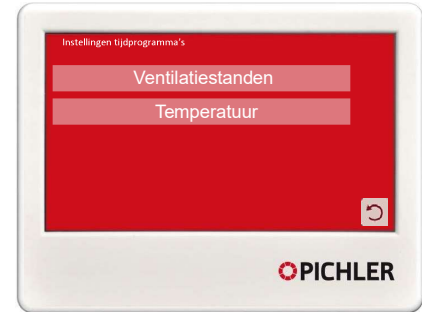 Instellingen tijdprogramma's
Ventilatiestanden
Temperatuur
PICHLER